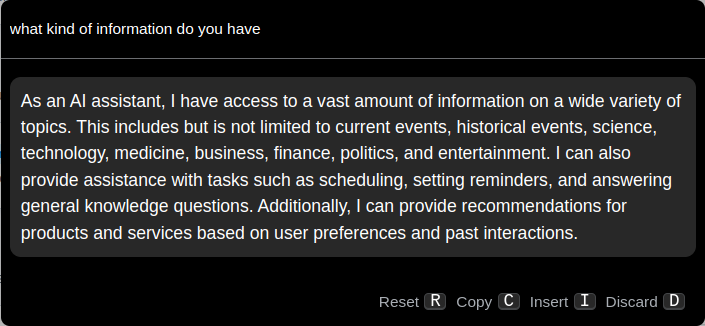 what kind of information do you have
As an AI assistant, I have access to a vast amount of information on a wide variety of
topics. This includes but is not limited to current events, historical events, science,
technology, medicine, business, finance, politics, and entertainment. I can also
provide assistance with tasks such as scheduling, setting reminders, and answering
general knowledge questions. Additionally, I can provide recommendations for
products and services based on user preferences and past interactions.
Reset R Copy C Insert I Discard D